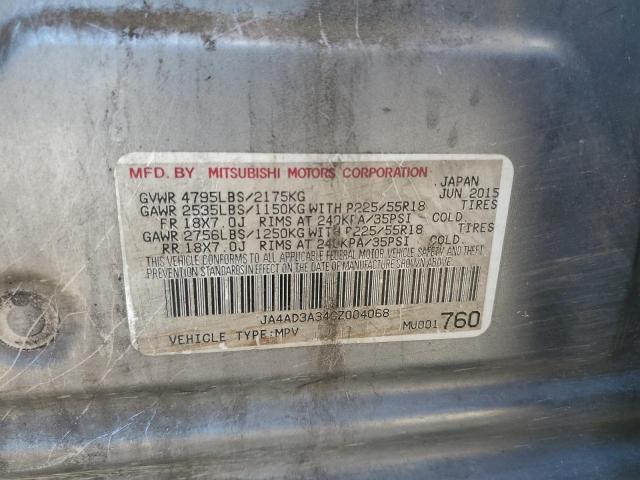 MFD. BY MITSUBISHI MOTORS CORPORATION JAPAN
GVWR 4795LBS/2175KG JUN 2015
GAWR 2535LBS/1150KG WITH P225/55R18 TIRES
FR 18X7.0J RIMS AT 240KPA/35PSI COLD
GAWR 2756LBS/1250KG WITH P225/55R18 TIRES
RR 18X7.0J RIMS AT 240KPA/35PSI COLD.
THIS VEHICLE CONFORMS TO ALL APPLICABLE FEDERAL MOTOR VEHICLE SAFETY, BUMPER, AND THEFT
PREVENTION STANDARDS IN EFFECT ON THE DATE OF MANUFACTURE SHOWN ABOVE.
JA4AD3A34GZ004068
VEHICLE TYPE:MPV MU001 760